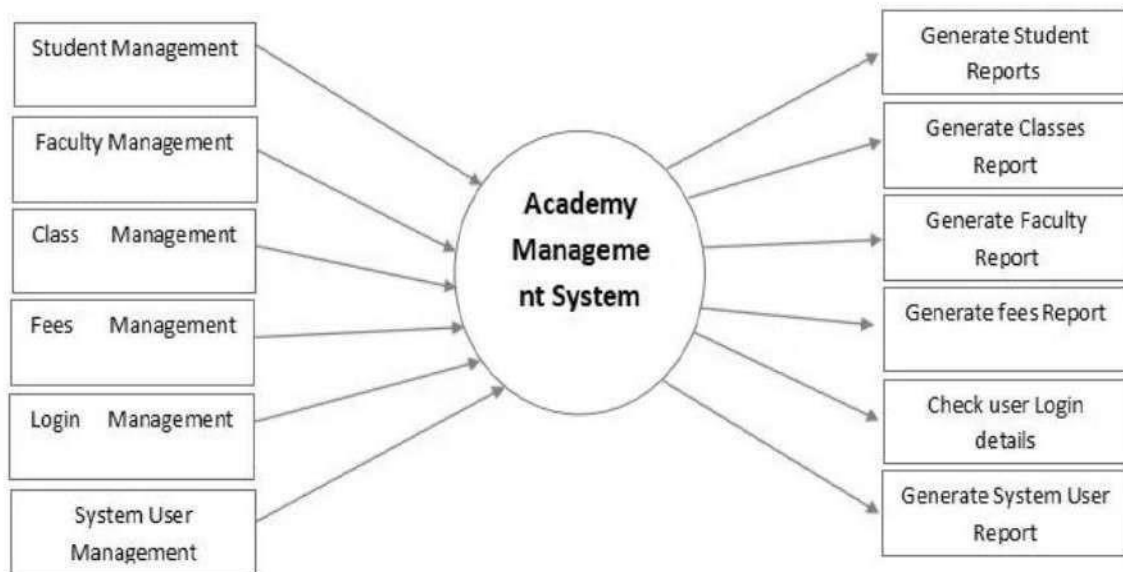 Student Management
Faculty Management
Class Management
Fees Management
Login Management
System User
Management
Academy
Manageme
nt System
Generate Student
Reports
Generate Classes
Report
Generate Faculty
Report
Generate fees Report
Check user Login
details
Generate System User
Report